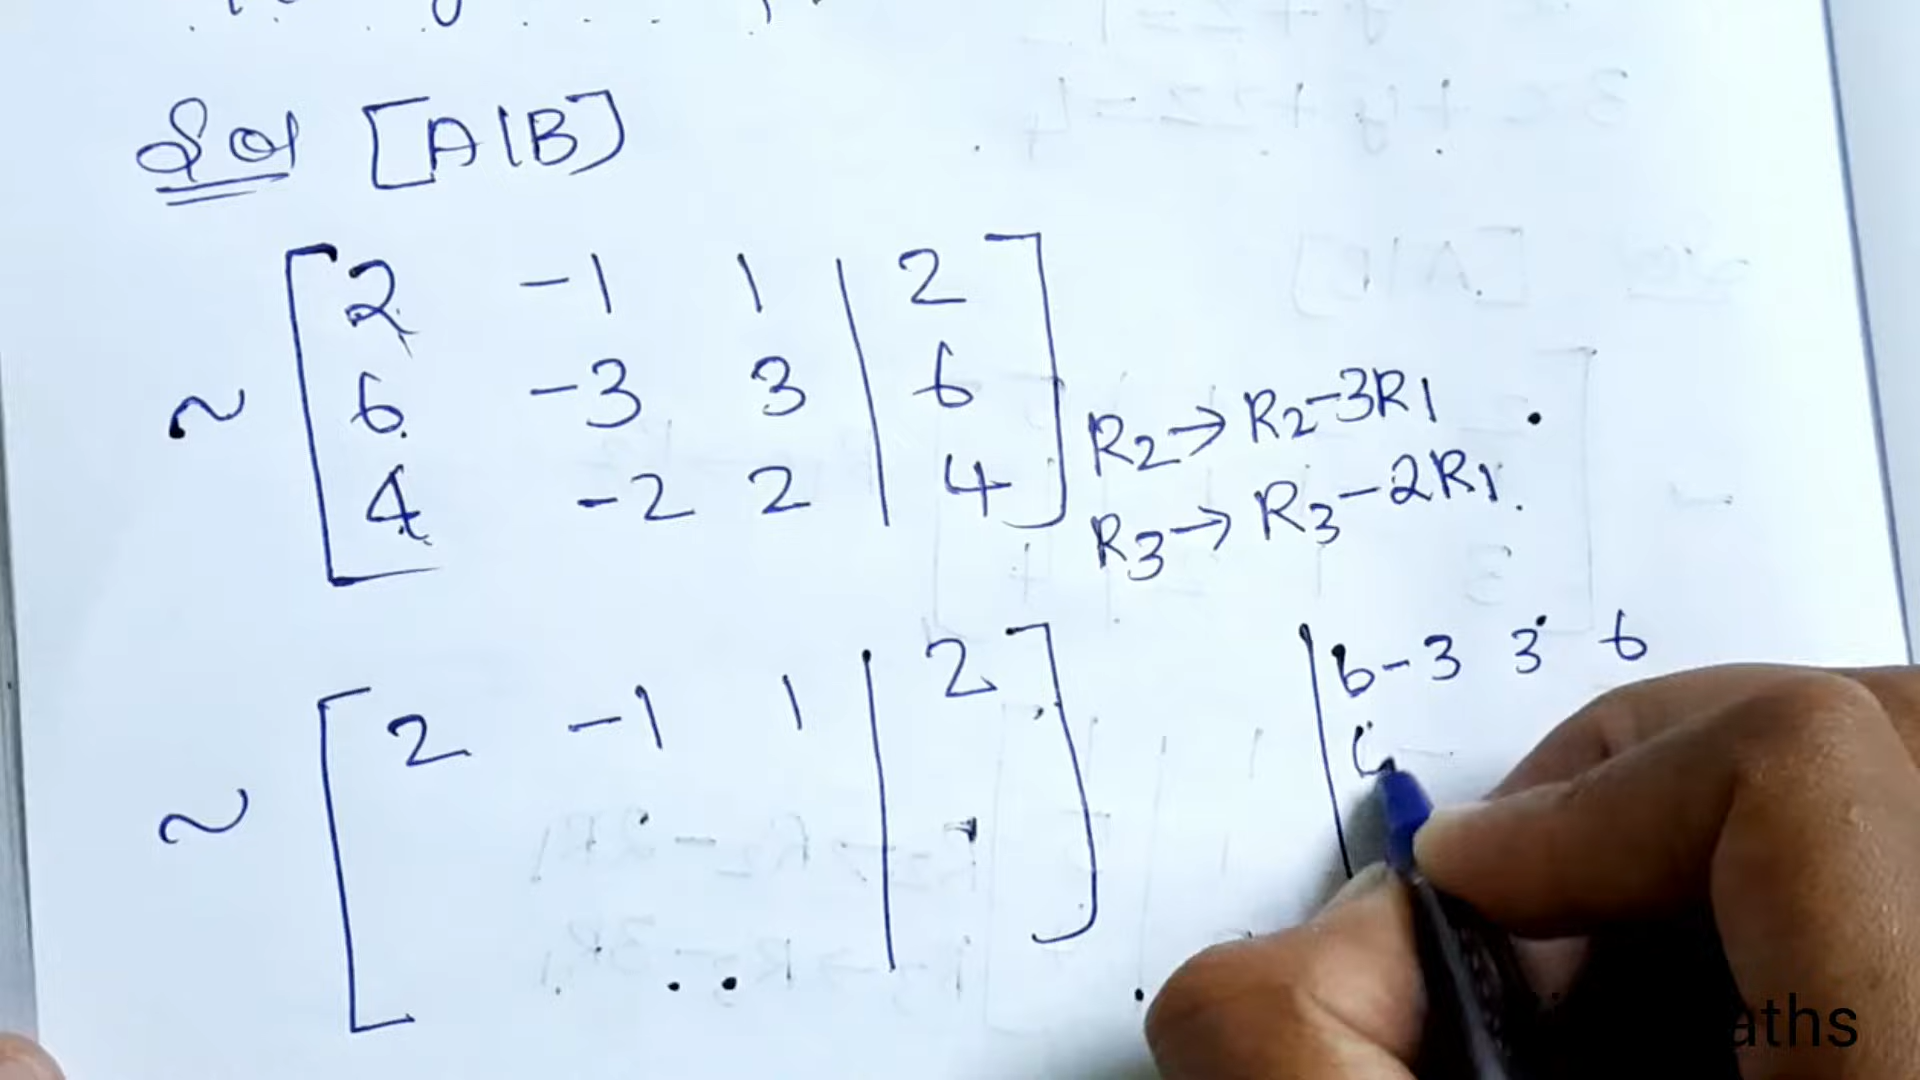 Sol [A|B]
~ [2 -1 1 | 2]
[6 -3 3 | 6] R2 → R2-3R1
[4 -2 2 | 4] R3 → R3-2R1
~ [2 -1 1 | 2]
6-3 3 6